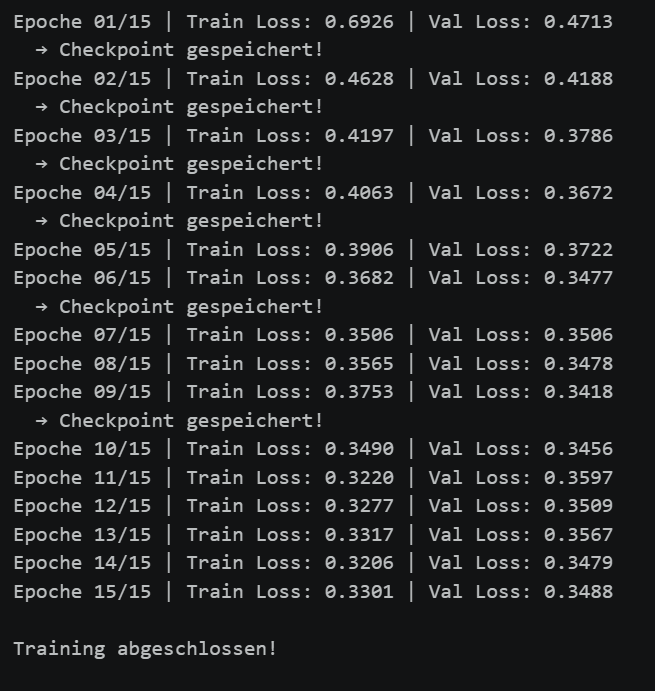 Epoche 01/15 | Train Loss: 0.6926 | Val Loss: 0.4713
→ Checkpoint gespeichert!
Epoche 02/15 | Train Loss: 0.4628 | Val Loss: 0.4188
→ Checkpoint gespeichert!
Epoche 03/15 | Train Loss: 0.4197 | Val Loss: 0.3786
→ Checkpoint gespeichert!
Epoche 04/15 | Train Loss: 0.4063 | Val Loss: 0.3672
→ Checkpoint gespeichert!
Epoche 05/15 | Train Loss: 0.3906 | Val Loss: 0.3722
Epoche 06/15 | Train Loss: 0.3682 | Val Loss: 0.3477
→ Checkpoint gespeichert!
Epoche 07/15 | Train Loss: 0.3506 | Val Loss: 0.3506
Epoche 08/15 | Train Loss: 0.3565 | Val Loss: 0.3478
Epoche 09/15 | Train Loss: 0.3753 | Val Loss: 0.3418
→ Checkpoint gespeichert!
Epoche 10/15 | Train Loss: 0.3490 | Val Loss: 0.3456
Epoche 11/15 | Train Loss: 0.3220 | Val Loss: 0.3597
Epoche 12/15 | Train Loss: 0.3277 | Val Loss: 0.3509
Epoche 13/15 | Train Loss: 0.3317 | Val Loss: 0.3567
Epoche 14/15 | Train Loss: 0.3206 | Val Loss: 0.3479
Epoche 15/15 | Train Loss: 0.3301 | Val Loss: 0.3488
Training abgeschlossen!